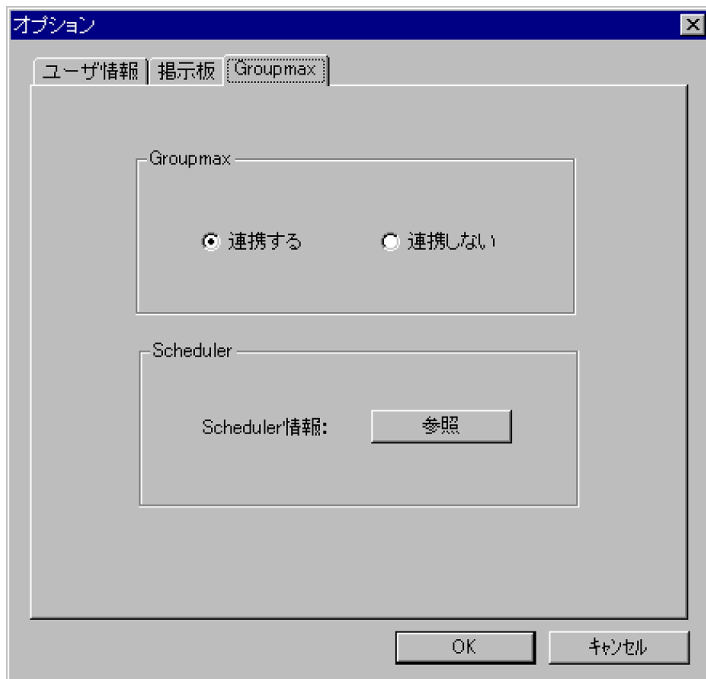 オプション
ユーザ情報 掲示板 Groupmax
Groupmax
連携する 連携しない
Scheduler
Scheduler情報: 参照
OK キャンセル